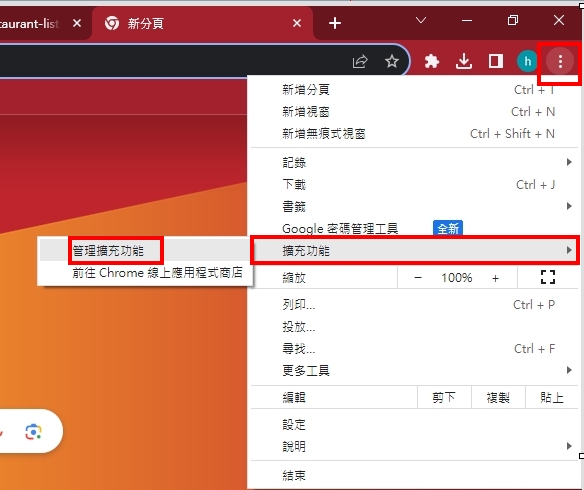 staurant-list
新分頁
h
新增分頁 Ctrl + T
新增視窗 Ctrl + N
新增無痕式視窗 Ctrl + Shift + N
記錄
下載 Ctrl + J
書籤
Google 密碼管理工具 全新
管理擴充功能
擴充功能
前往 Chrome 線上應用程式商店
縮放 − 100% +
列印... Ctrl + P
投放...
尋找... Ctrl + F
更多工具
編輯 剪下 複製 貼上
設定
說明
結束